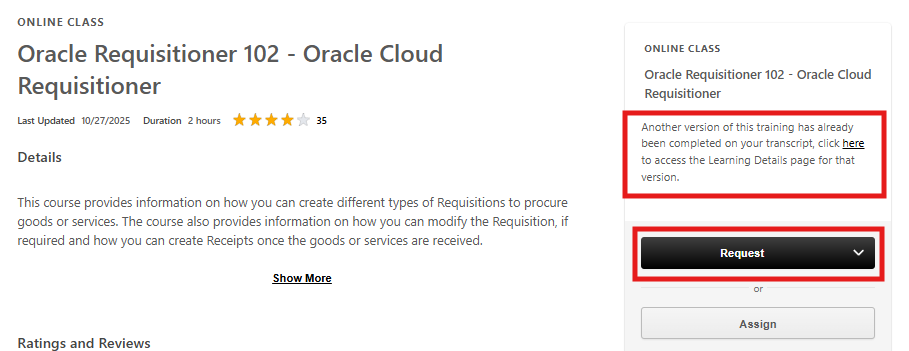 ONLINE CLASS
Oracle Requisitioner 102 - Oracle Cloud
Requisitioner
Last Updated 10/27/2025 Duration 2 hours 35
Details
This course provides information on how you can create different types of Requisitions to procure
goods or services. The course also provides information on how you can modify the Requisition, if
required and how you can create Receipts once the goods or services are received.
Show More
Ratings and Reviews
ONLINE CLASS
Oracle Requisitioner 102 - Oracle Cloud
Requisitioner
Another version of this training has already
been completed on your transcript, click here
to access the Learning Details page for that
version.
Request
or
Assign